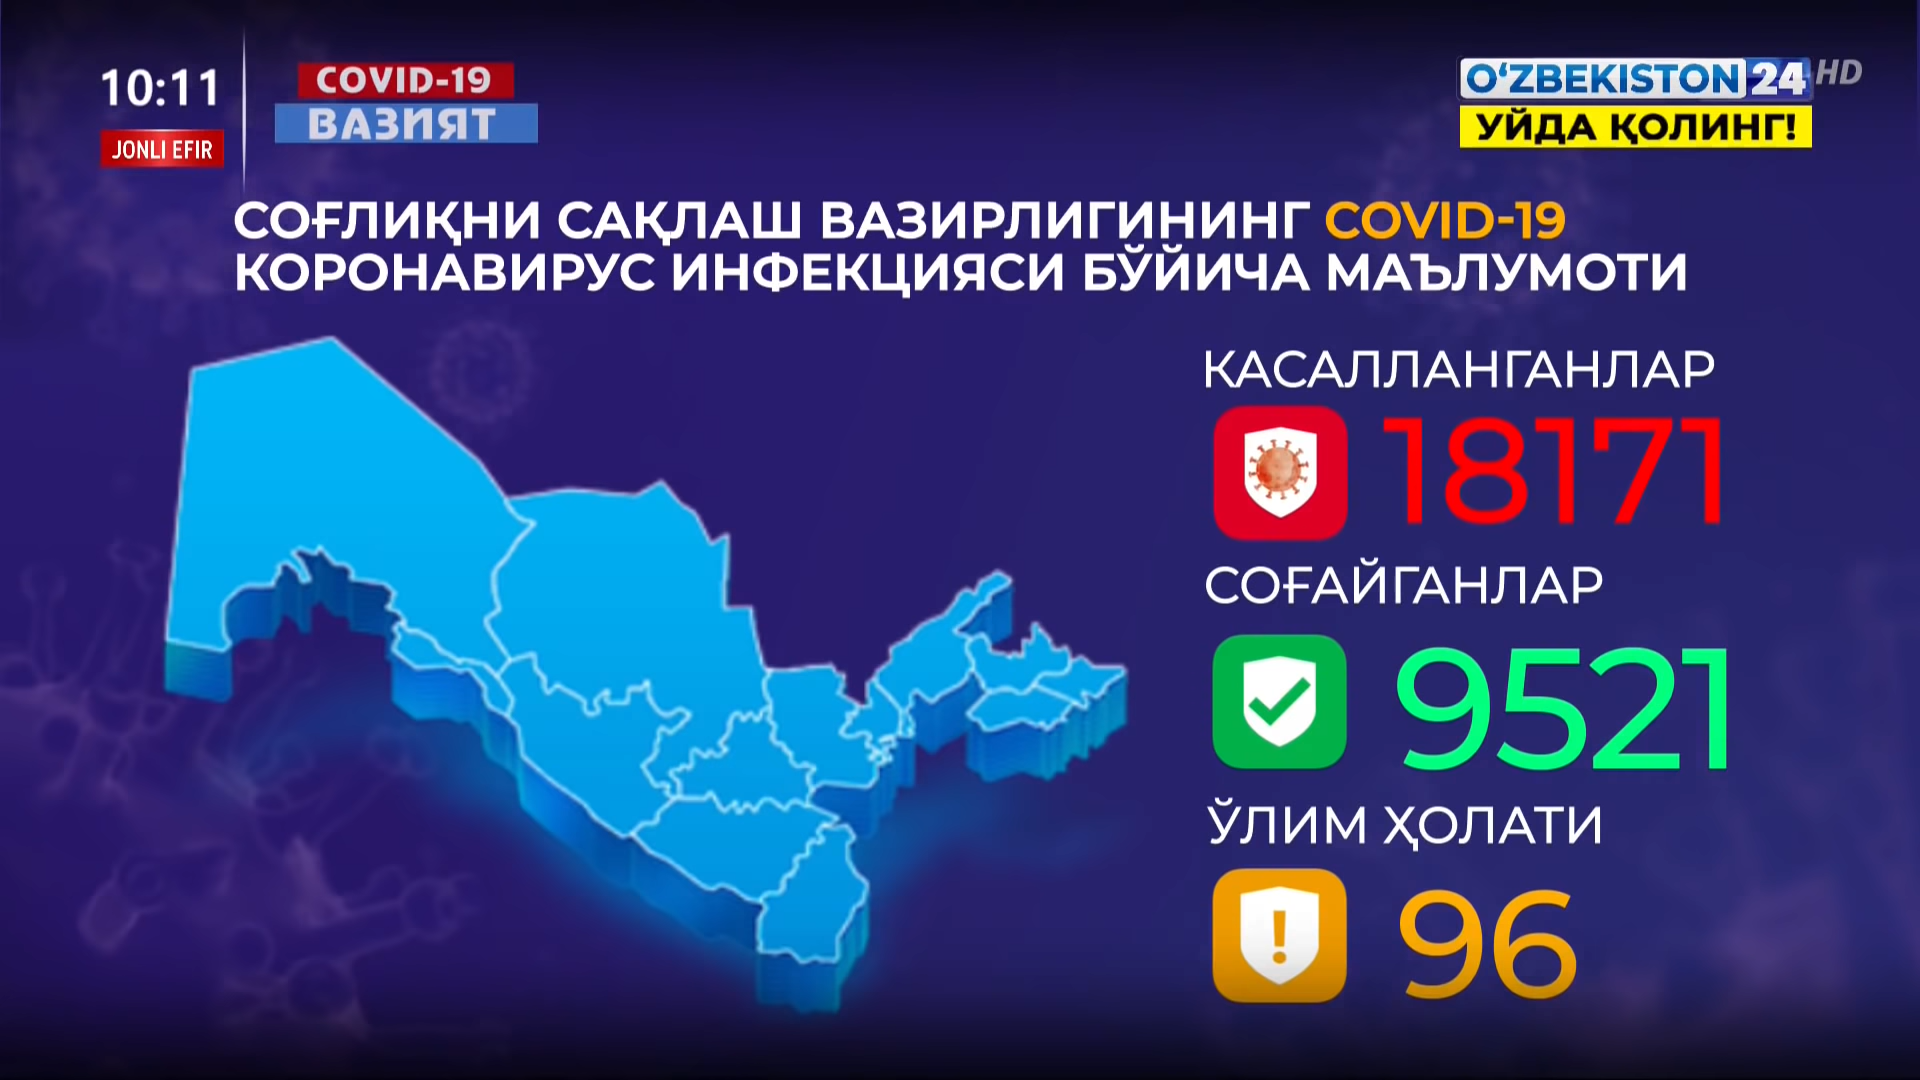 10:11
JONLI EFIR
COVID-19
ВАЗИЯТ
O‘ZBEKISTON 24 HD
УЙДА ҚОЛИНГ!
СОҒЛИҚНИ САҚЛАШ ВАЗИРЛИГИНИНГ COVID-19
КОРОНАВИРУС ИНФЕКЦИЯСИ БЎЙИЧА МАЪЛУМОТИ
КАСАЛЛАНГАНЛАР
18171
СОҒАЙГАНЛАР
9521
ЎЛИМ ҲОЛАТИ
96